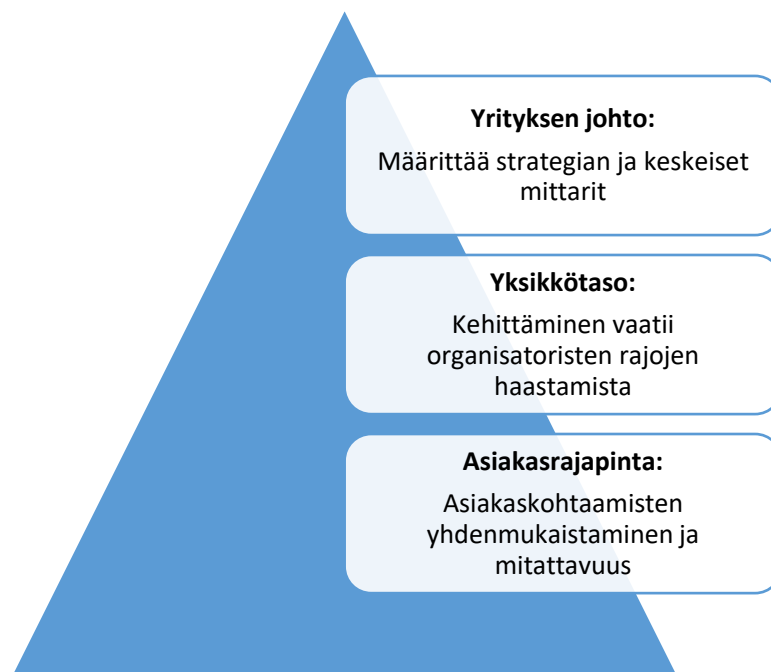 Yrityksen johto:
Määrittää strategian ja keskeiset
mittarit
Yksikkötaso:
Kehittäminen vaatii
organisatoristen rajojen
haastamista
Asiakasrajapinta:
Asiakaskohtaamisten
yhdenmukaistaminen ja
mitattavuus